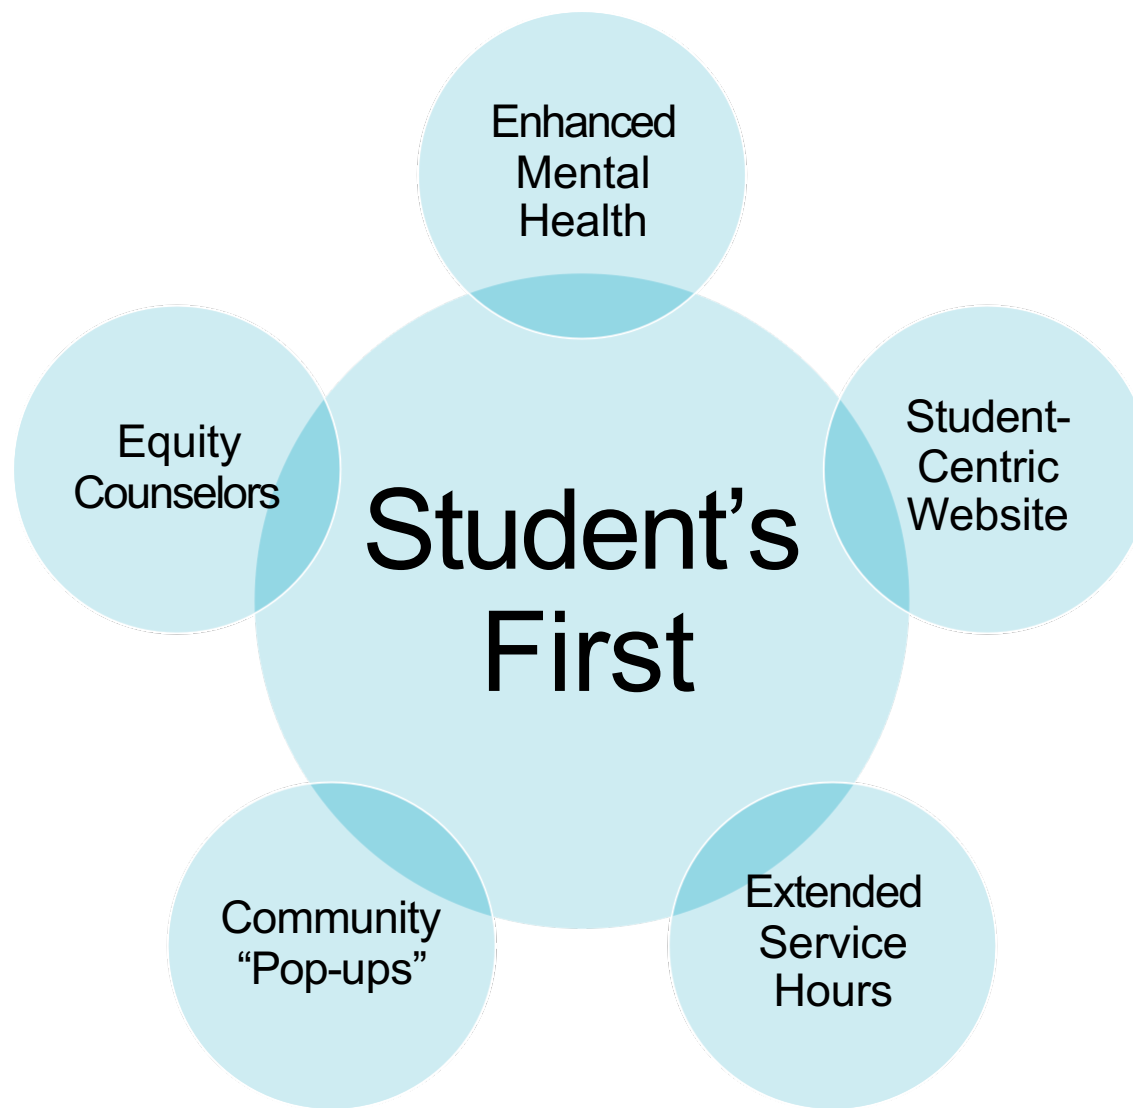 Enhanced
Mental
Health
Student-
Centric
Website
Equity
Counselors
Student’s
First
Community
“Pop-ups”
Extended
Service
Hours